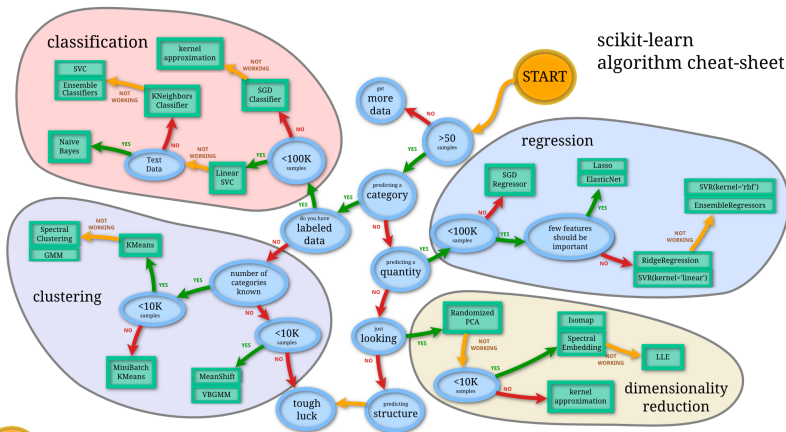 scikit-learn
algorithm cheat-sheet
START
classification
kernel
approximation
NOT
WORKING
SVC
Ensemble
Classifiers
NOT
WORKING
KNeighbors
Classifier
SGD
Classifier
NO
NO
Naive
Bayes
YES
Text
Data
NOT
WORKING
Linear
SVC
YES
<100K
samples
YES
get
more
data
NO
>50
samples
YES
predicting a
category
YES
do you have
labeled
data
NO
NO
predicting a
quantity
YES
NO
just
looking
YES
NO
predicting
structure
tough
luck
regression
SGD
Regressor
NO
<100K
samples
YES
Lasso
ElasticNet
YES
few features
should be
important
NO
SVR(kernel='rbf')
EnsembleRegressors
NOT
WORKING
RidgeRegression
SVR(kernel='linear')
clustering
Spectral
Clustering
GMM
NOT
WORKING
KMeans
YES
number of
categories
known
YES
NO
<10K
samples
NO
MiniBatch
KMeans
<10K
samples
YES
NO
MeanShift
VBGMM
dimensionality
reduction
Randomized
PCA
NOT
WORKING
<10K
samples
YES
NO
Isomap
Spectral
Embedding
NOT
WORKING
LLE
kernel
approximation